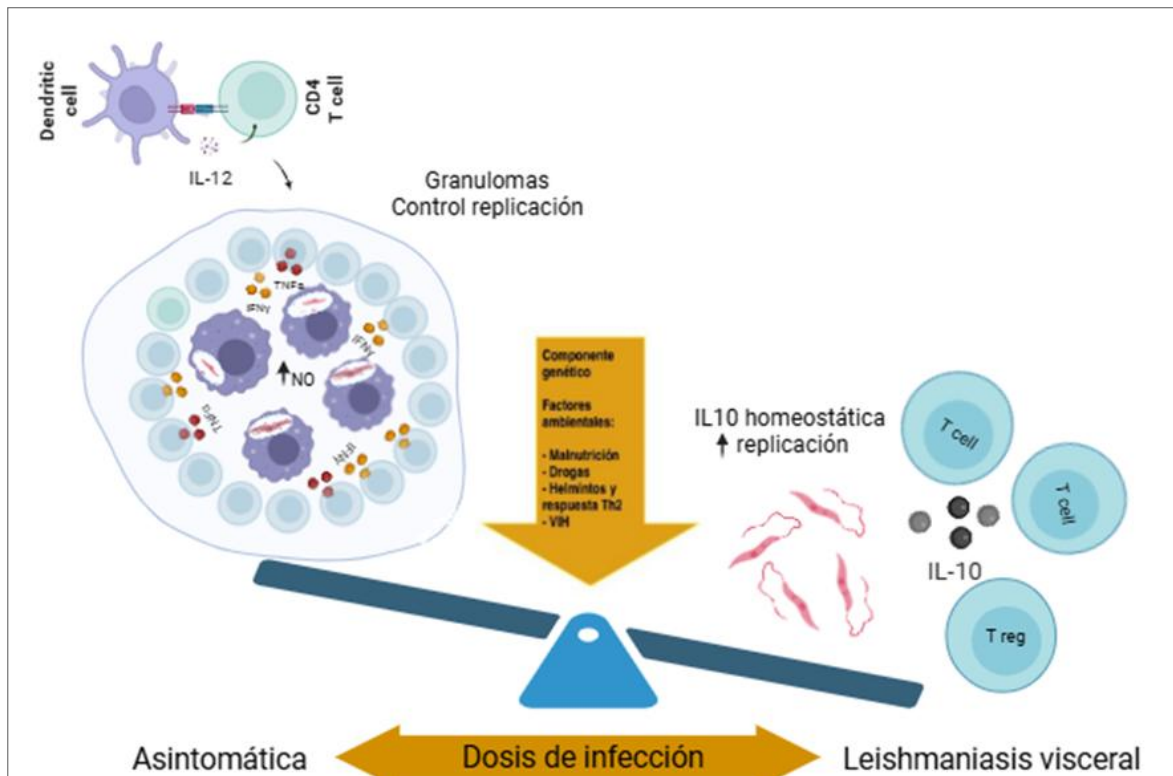 Dendritic
cell
CD4
T cell
IL-12
Granulomas
Control replicación
TNFα
IFNγ
IFNγ
NO
TNFα
IFNγ
Componente
genético
Factores
ambientales:
- Malnutrición
- Drogas
- Helmintos y
respuesta Th2
- VIH
IL10 homeostática
replicación
T cell
T cell
IL-10
T reg
Asintomática
Dosis de infección
Leishmaniasis visceral